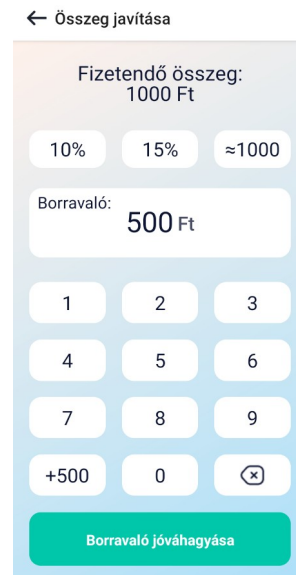 Összeg javítása
Fizetendő összeg:
1000 Ft
10% 15% ≈1000
Borravaló:
500 Ft
1 2 3
4 5 6
7 8 9
+500 0
Borravaló jóváhagyása